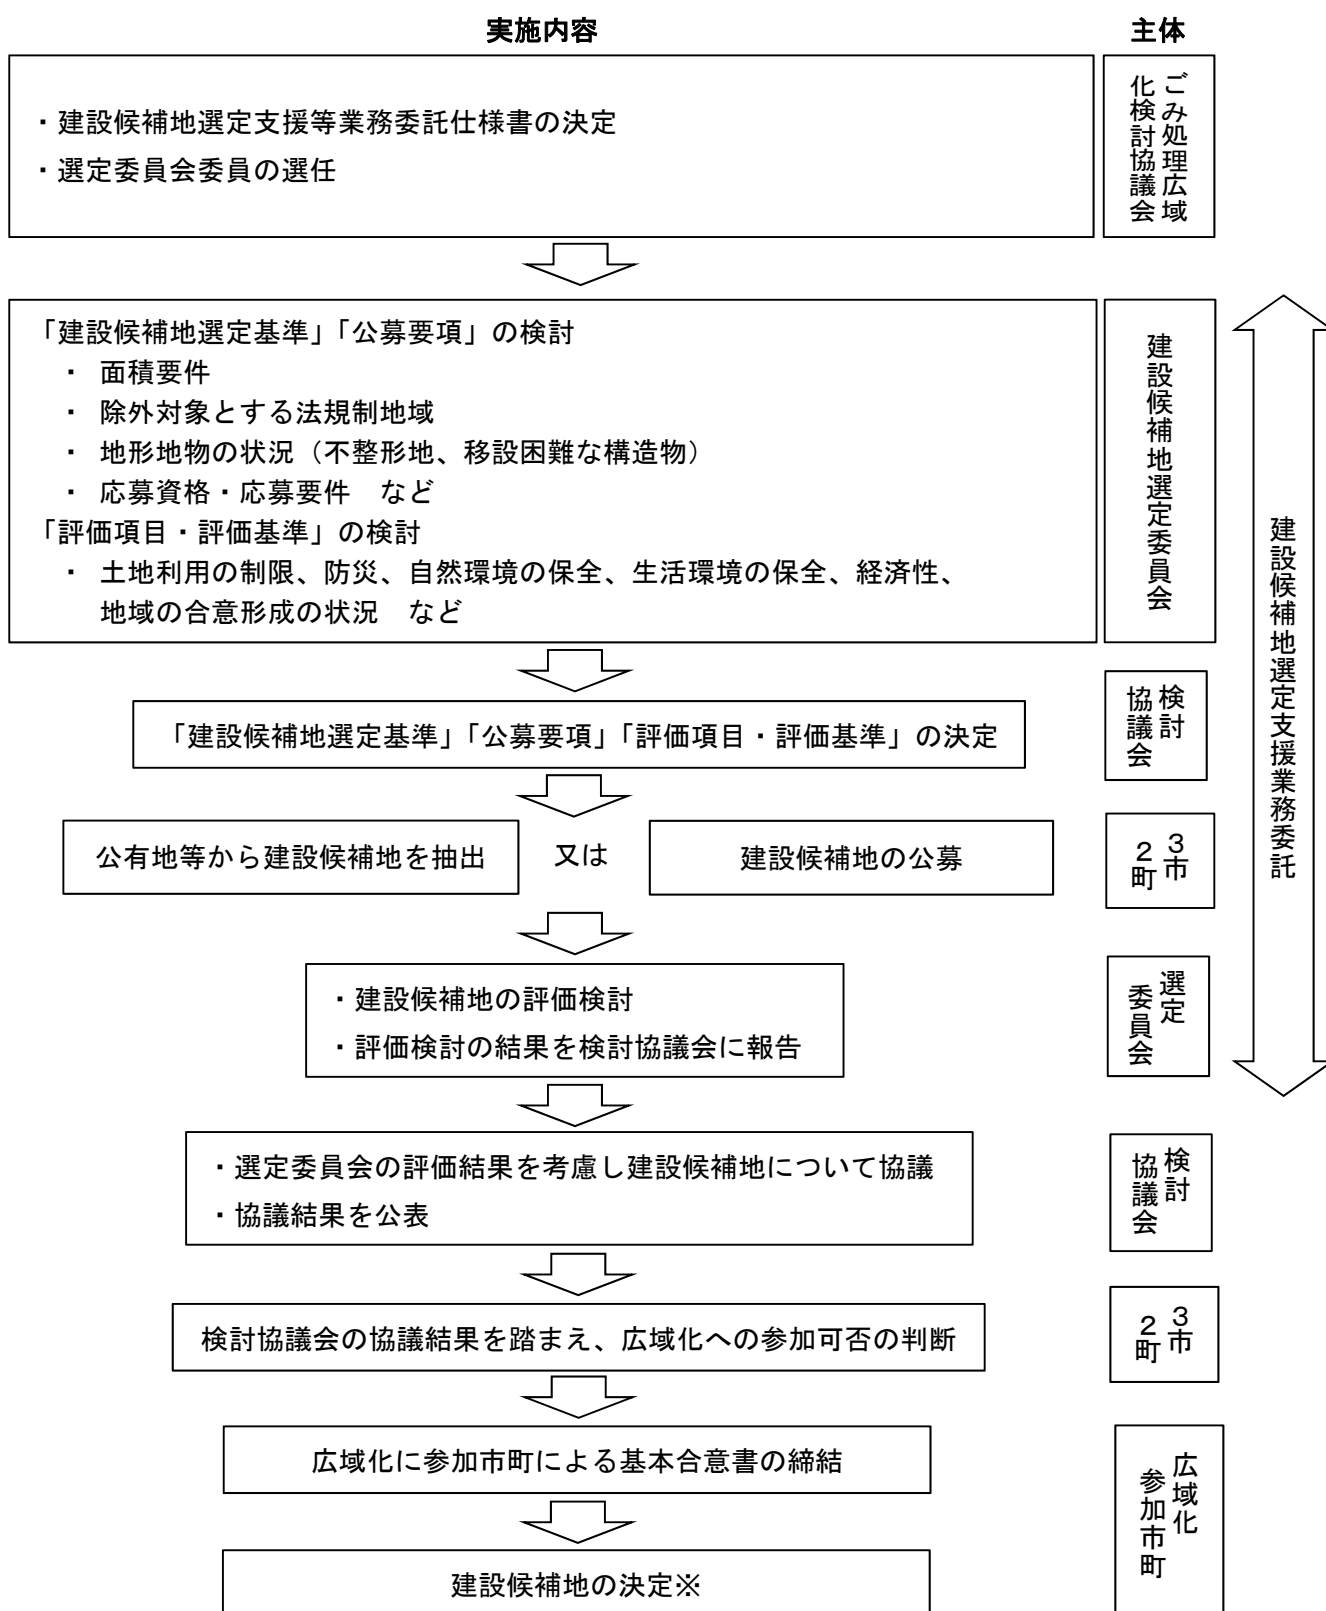 実施内容
主体
・建設候補地選定支援等業務委託仕様書の決定
・選定委員会委員の選任
ごみ処理広域
化検討協議会
「建設候補地選定基準」「公募要項」の検討
・ 面積要件
・ 除外対象とする法規制地域
・ 地形地物の状況（不整形地、移設困難な構造物）
・ 応募資格・応募要件　など
「評価項目・評価基準」の検討
・ 土地利用の制限、防災、自然環境の保全、生活環境の保全、経済性、
地域の合意形成の状況　など
建設候補地選定委員会
建設候補地選定支援業務委託
「建設候補地選定基準」「公募要項」「評価項目・評価基準」の決定
検討
協議会
公有地等から建設候補地を抽出
又は
建設候補地の公募
３市
２町
・建設候補地の評価検討
・評価検討の結果を検討協議会に報告
選定
委員会
・選定委員会の評価結果を考慮し建設候補地について協議
・協議結果を公表
検討
協議会
検討協議会の協議結果を踏まえ、広域化への参加可否の判断
３市
２町
広域化に参加市町による基本合意書の締結
広域化
参加市町
建設候補地の決定※